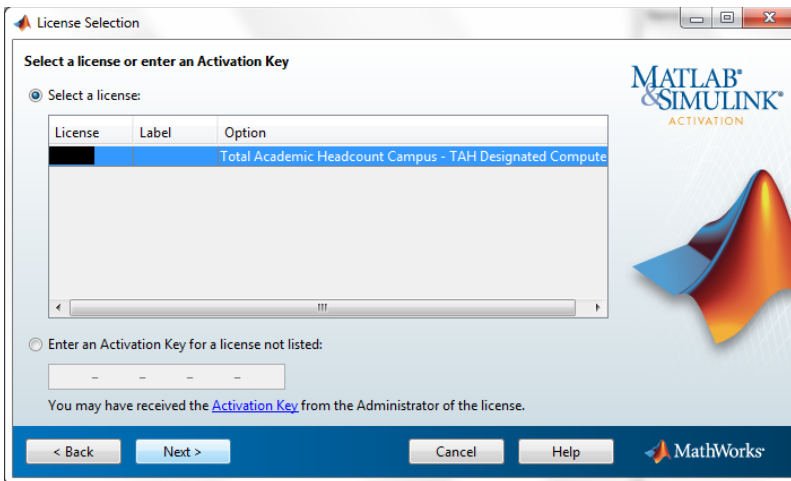 License Selection
Select a license or enter an Activation Key
Select a license:
License Label Option
Total Academic Headcount Campus - TAH Designated Compute
Enter an Activation Key for a license not listed:
- - - -
You may have received the Activation Key from the Administrator of the license.
< Back Next > Cancel Help
MATLAB®
&SIMULINK®
ACTIVATION
MathWorks®